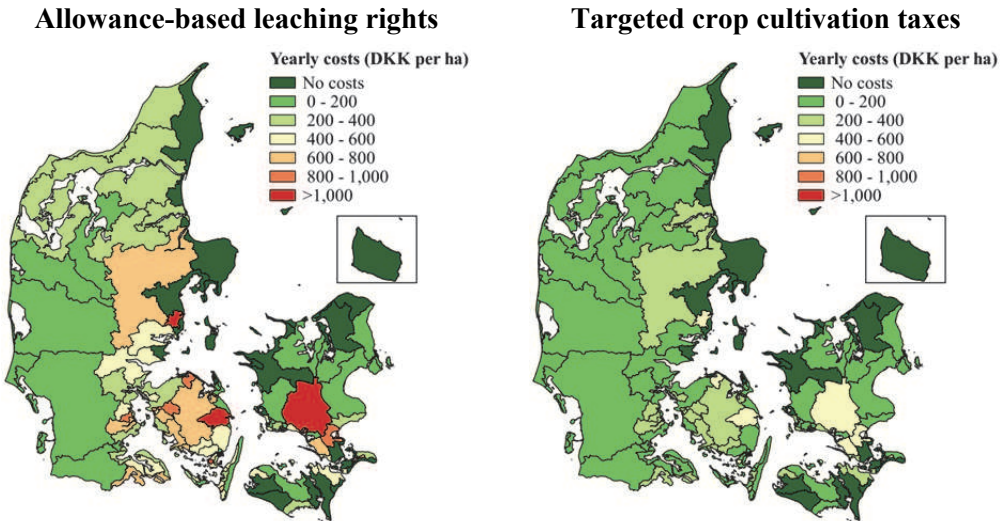 Allowance-based leaching rights
Yearly costs (DKK per ha)
No costs
0 - 200
200 - 400
400 - 600
600 - 800
800 - 1,000
>1,000
Targeted crop cultivation taxes
Yearly costs (DKK per ha)
No costs
0 - 200
200 - 400
400 - 600
600 - 800
800 - 1,000
>1,000